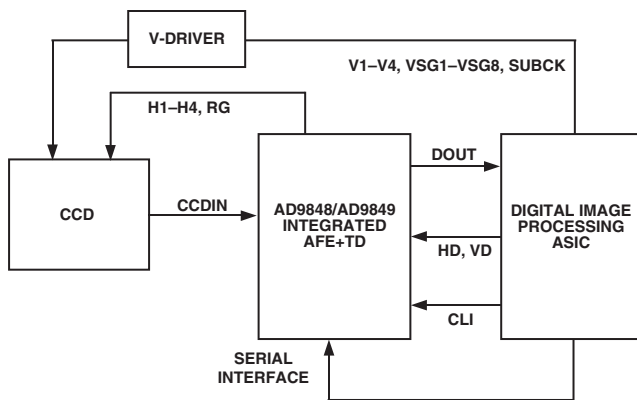 V-DRIVER
V1–V4, VSG1–VSG8, SUBCK
H1–H4, RG
DOUT
CCD
CCDIN
AD9848/AD9849
INTEGRATED
AFE+TD
DIGITAL IMAGE
PROCESSING
ASIC
HD, VD
CLI
SERIAL
INTERFACE